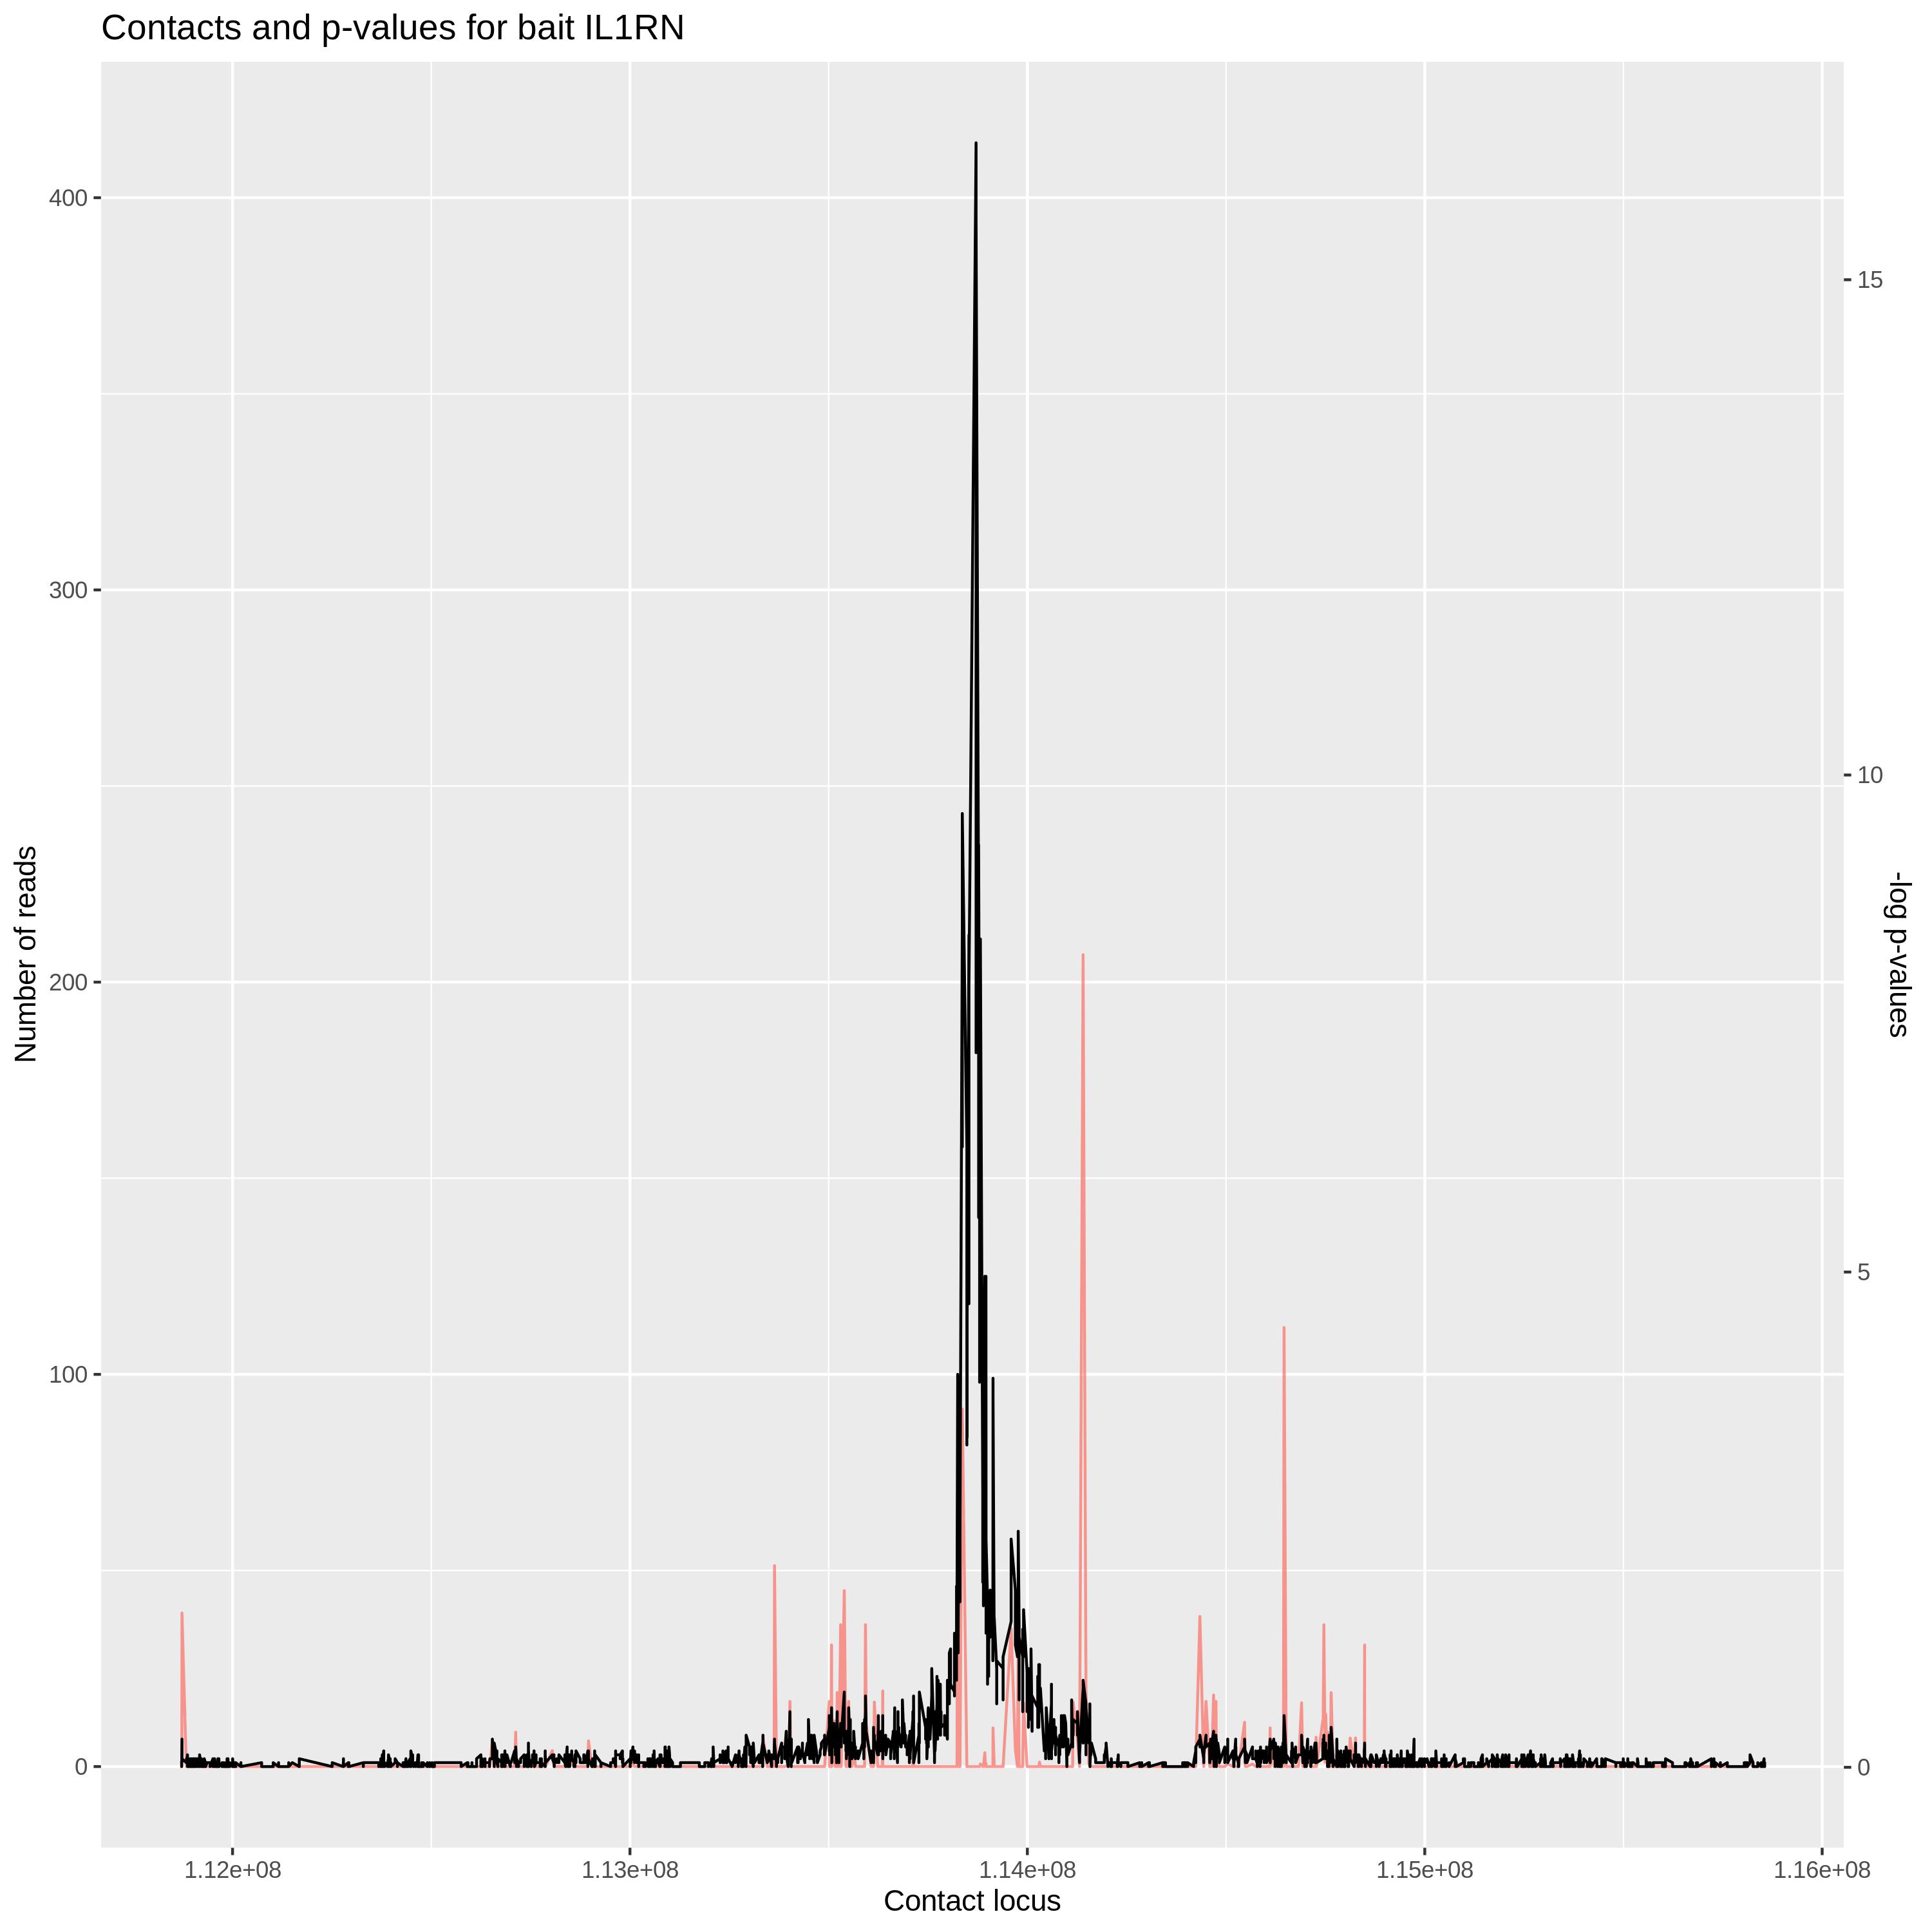 Contacts and p-values for bait IL1RN
400
300
200
100
0
Number of reads
15
10
5
0
-log p-values
1.12e+08 1.13e+08 1.14e+08 1.15e+08 1.16e+08
Contact locus